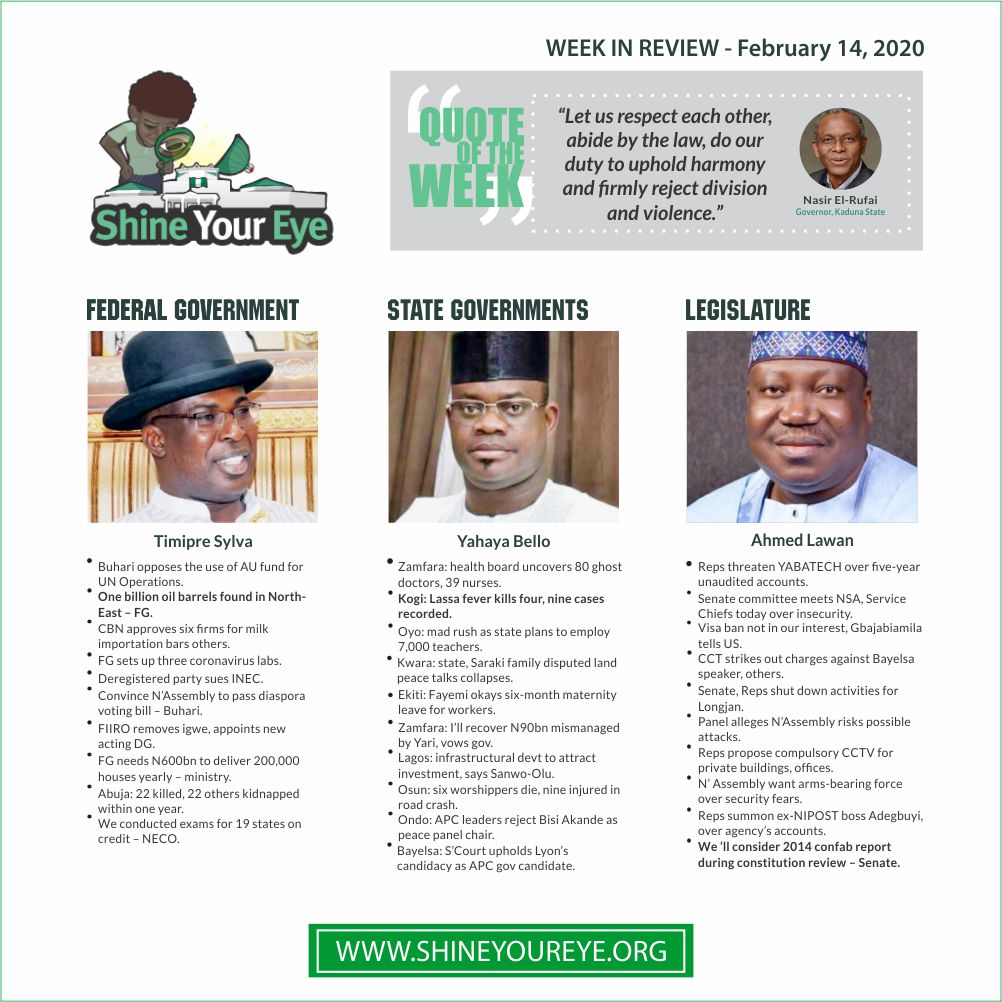 WEEK IN REVIEW - February 14, 2020
Shine Your Eye
QUOTE
OF THE
WEEK
“Let us respect each other,
abide by the law, do our
duty to uphold harmony
and firmly reject division
and violence.”
Nasir El-Rufai
Governor, Kaduna State
FEDERAL GOVERNMENT
Timipre Sylva
• Buhari opposes the use of AU fund for
UN Operations.
• One billion oil barrels found in North-
East – FG.
• CBN approves six firms for milk
importation bars others.
• FG sets up three coronavirus labs.
• Deregistered party sues INEC.
• Convince N’Assembly to pass diaspora
voting bill – Buhari.
• FIIRO removes igwe, appoints new
acting DG.
• FG needs N600bn to deliver 200,000
houses yearly – ministry.
• Abuja: 22 killed, 22 others kidnapped
within one year.
• We conducted exams for 19 states on
credit – NECO.
STATE GOVERNMENTS
Yahaya Bello
• Zamfara: health board uncovers 80 ghost
doctors, 39 nurses.
• Kogi: Lassa fever kills four, nine cases
recorded.
• Oyo: mad rush as state plans to employ
7,000 teachers.
• Kwara: state, Saraki family disputed land
peace talks collapses.
• Ekiti: Fayemi okays six-month maternity
leave for workers.
• Zamfara: I’ll recover N90bn mismanaged
by Yari, vows gov.
• Lagos: infrastructural devt to attract
investment, says Sanwo-Olu.
• Osun: six worshippers die, nine injured in
road crash.
• Ondo: APC leaders reject Bisi Akande as
peace panel chair.
• Bayelsa: S’Court upholds Lyon’s
candidacy as APC gov candidate.
LEGISLATURE
Ahmed Lawan
• Reps threaten YABATECH over five-year
unaudited accounts.
• Senate committee meets NSA, Service
Chiefs today over insecurity.
• Visa ban not in our interest, Gbajabiamila
tells US.
• CCT strikes out charges against Bayelsa
speaker, others.
• Senate, Reps shut down activities for
Longjan.
• Panel alleges N’Assembly risks possible
attacks.
• Reps propose compulsory CCTV for
private buildings, offices.
• N’ Assembly want arms-bearing force
over security fears.
• Reps summon ex-NIPOST boss Adegbuyi,
over agency’s accounts.
• We ‘ll consider 2014 confab report
during constitution review – Senate.
WWW.SHINEYOUREYE.ORG